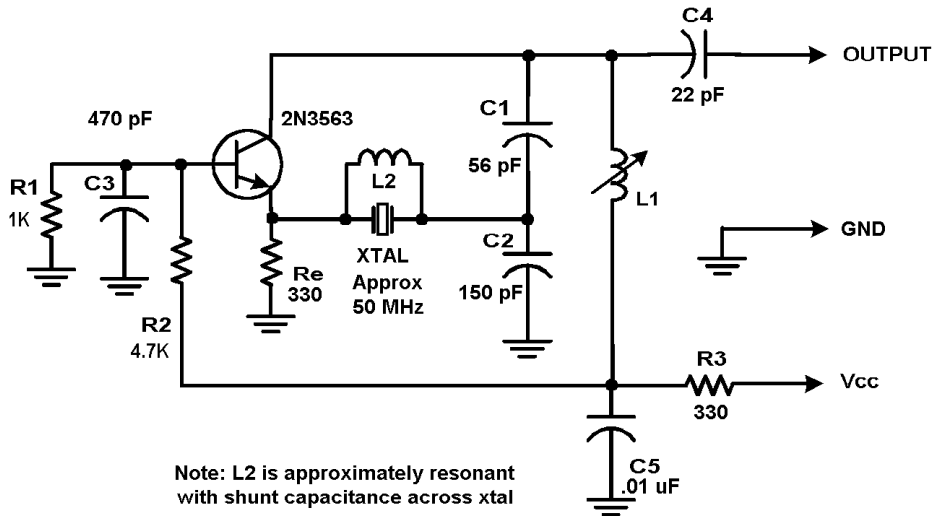 C4
OUTPUT
22 pF
470 pF
2N3563
C1
56 pF
L2
L1
R1
1K
C3
C2
150 pF
GND
XTAL
Approx
50 MHz
Re
330
R2
4.7K
R3
330
Vcc
C5
.01 uF
Note: L2 is approximately resonant
with shunt capacitance across xtal